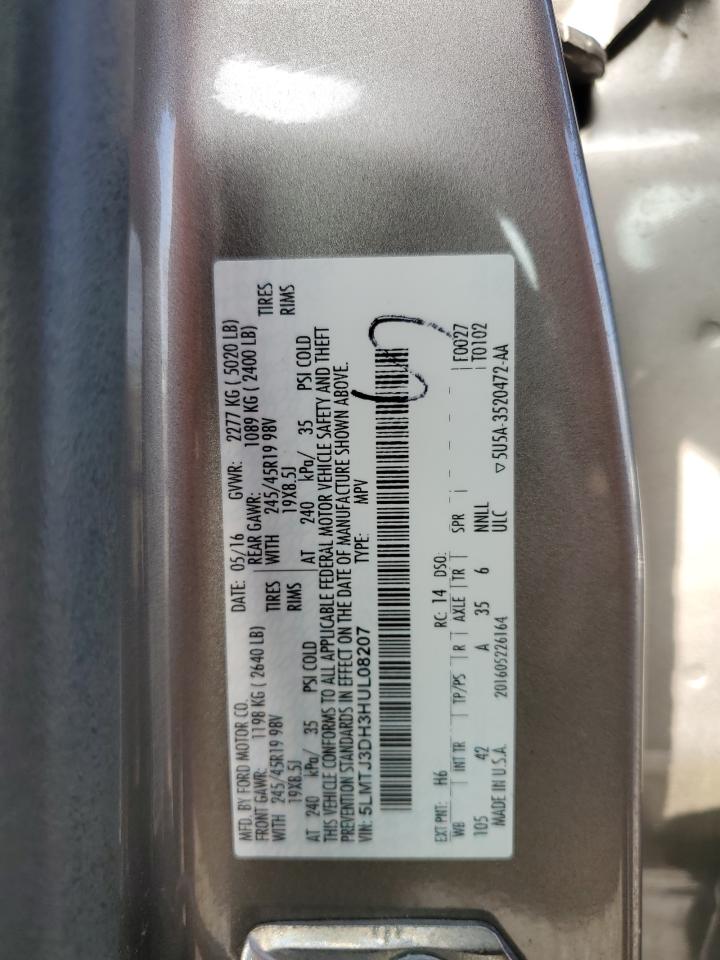 MFD. BY FORD MOTOR CO.
DATE: 05/16 GVWR: 2277 KG ( 5020 LB)
FRONT GAWR: 1198 KG ( 2640 LB) REAR GAWR: 1089 KG ( 2400 LB)
WITH 245/45R19 98V TIRES WITH 245/45R19 98V TIRES
19X8.5J RIMS 19X8.5J RIMS
AT 240 kPa/ 35 PSI COLD AT 240 kPa/ 35 PSI COLD
THIS VEHICLE CONFORMS TO ALL APPLICABLE FEDERAL MOTOR VEHICLE SAFETY AND THEFT
PREVENTION STANDARDS IN EFFECT ON THE DATE OF MANUFACTURE SHOWN ABOVE.
VIN: 5LMTJ3DH3HUL08207 TYPE: MPV
EXT PNT: H6 RC: 14 DSO: F0027
WB INT TR TP/PS R AXLE TR SPR T0102
105 42 A 35 6 NNLL
MADE IN U.S.A. 201605226164 ULC ▽5U5A-3520472-AA